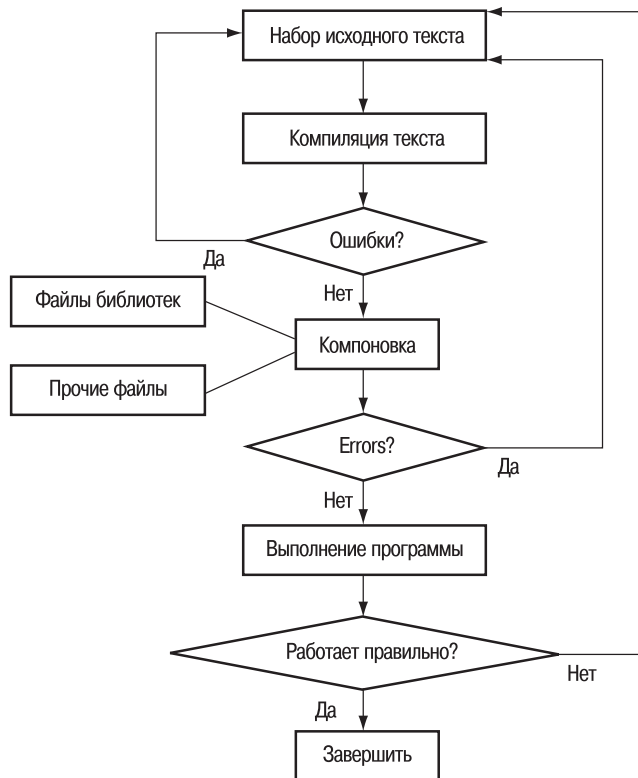 Набор исходного текста
Компиляция текста
Ошибки?
Да
Нет
Файлы библиотек
Компоновка
Прочие файлы
Errors?
Да
Нет
Выполнение программы
Работает правильно?
Нет
Да
Завершить